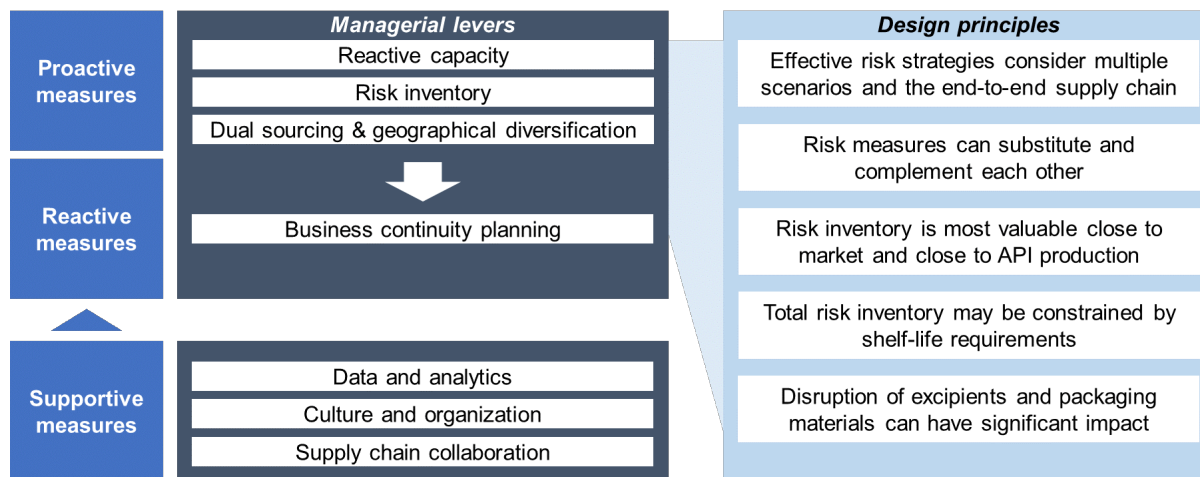 Proactive
measures
Reactive
measures
Supportive
measures
Managerial levers
Reactive capacity
Risk inventory
Dual sourcing & geographical diversification
Business continuity planning
Data and analytics
Culture and organization
Supply chain collaboration
Design principles
Effective risk strategies consider multiple
scenarios and the end-to-end supply chain
Risk measures can substitute and
complement each other
Risk inventory is most valuable close to
market and close to API production
Total risk inventory may be constrained by
shelf-life requirements
Disruption of excipients and packaging
materials can have significant impact